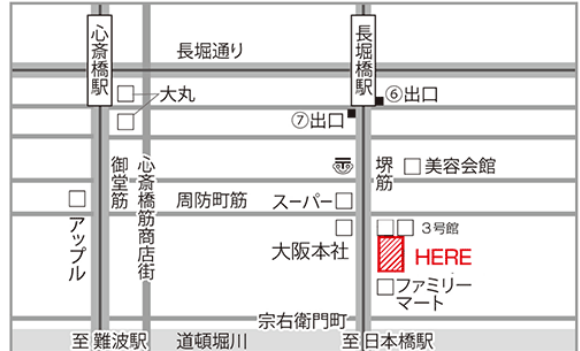 心斎橋駅
長堀通り
長堀橋駅
大丸
⑥出口
⑦出口
御堂筋
心斎橋筋商店街
堺筋
美容会館
周防町筋
スーパー
アップル
大阪本社
3号館
HERE
ファミリー
マート
宗右衛門町
至難波駅
道頓堀川
至日本橋駅